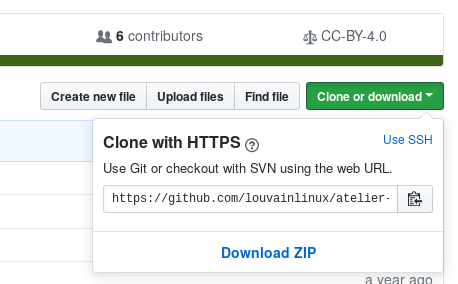 6 contributors
CC-BY-4.0
Create new file
Upload files
Find file
Clone or download
Clone with HTTPS ?
Use SSH
Use Git or checkout with SVN using the web URL.
https://github.com/louvainlinux/atelier-
Download ZIP
a year ago